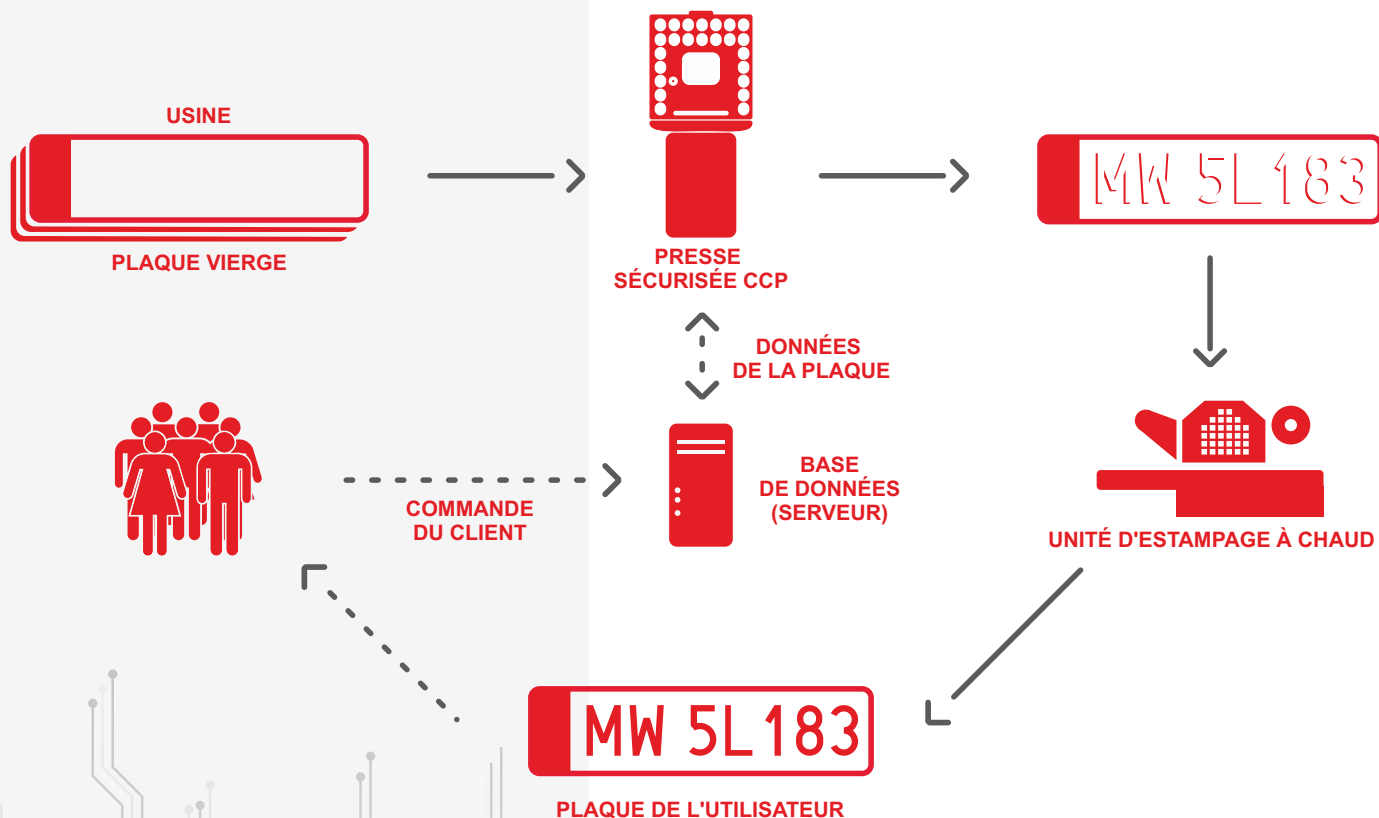 USINE
PLAQUE VIERGE
PRESSE
SÉCURISÉE CCP
MW 5L183
DONNÉES
DE LA PLAQUE
COMMANDE
DU CLIENT
BASE
DE DONNÉES
(SERVEUR)
UNITÉ D'ESTAMPAGE À CHAUD
MW 5L183
PLAQUE DE L'UTILISATEUR